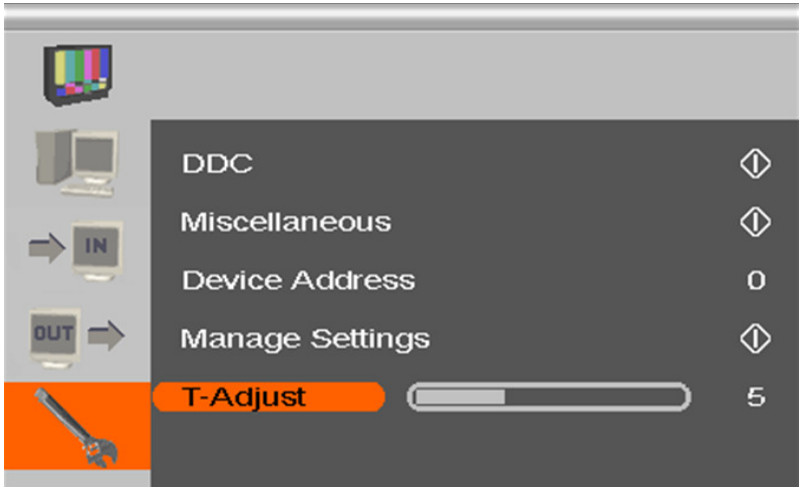 DDC
Miscellaneous
IN
Device Address 0
OUT
Manage Settings
T-Adjust 5